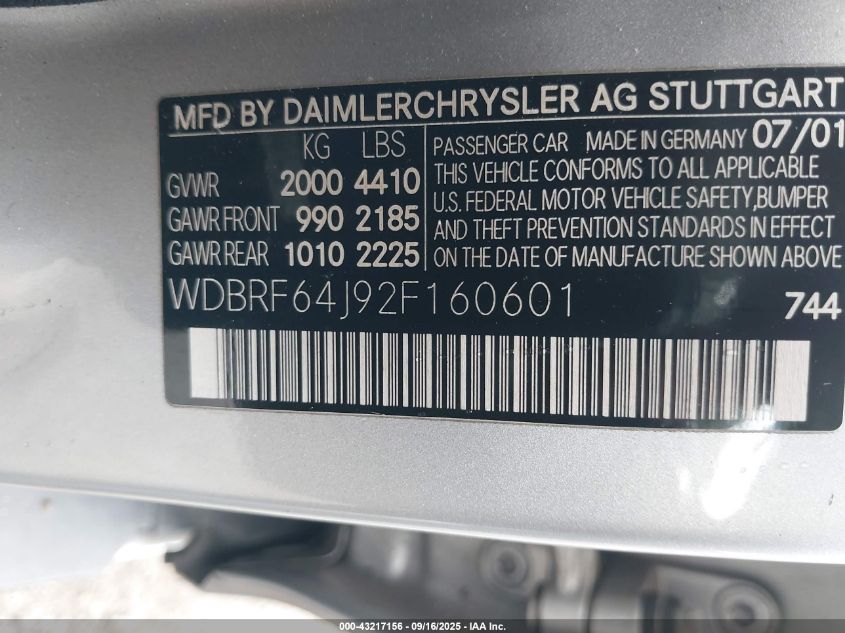 MFD BY DAIMLERCHRYSLER AG STUTTGART
KG LBS
GVWR 2000 4410
GAWR FRONT 990 2185
GAWR REAR 1010 2225
PASSENGER CAR MADE IN GERMANY 07/01
THIS VEHICLE CONFORMS TO ALL APPLICABLE
U.S. FEDERAL MOTOR VEHICLE SAFETY,BUMPER
AND THEFT PREVENTION STANDARDS IN EFFECT
ON THE DATE OF MANUFACTURE SHOWN ABOVE
WDBRF64J92F160601 744
000-43217156 - 09/16/2025 - IAA Inc.